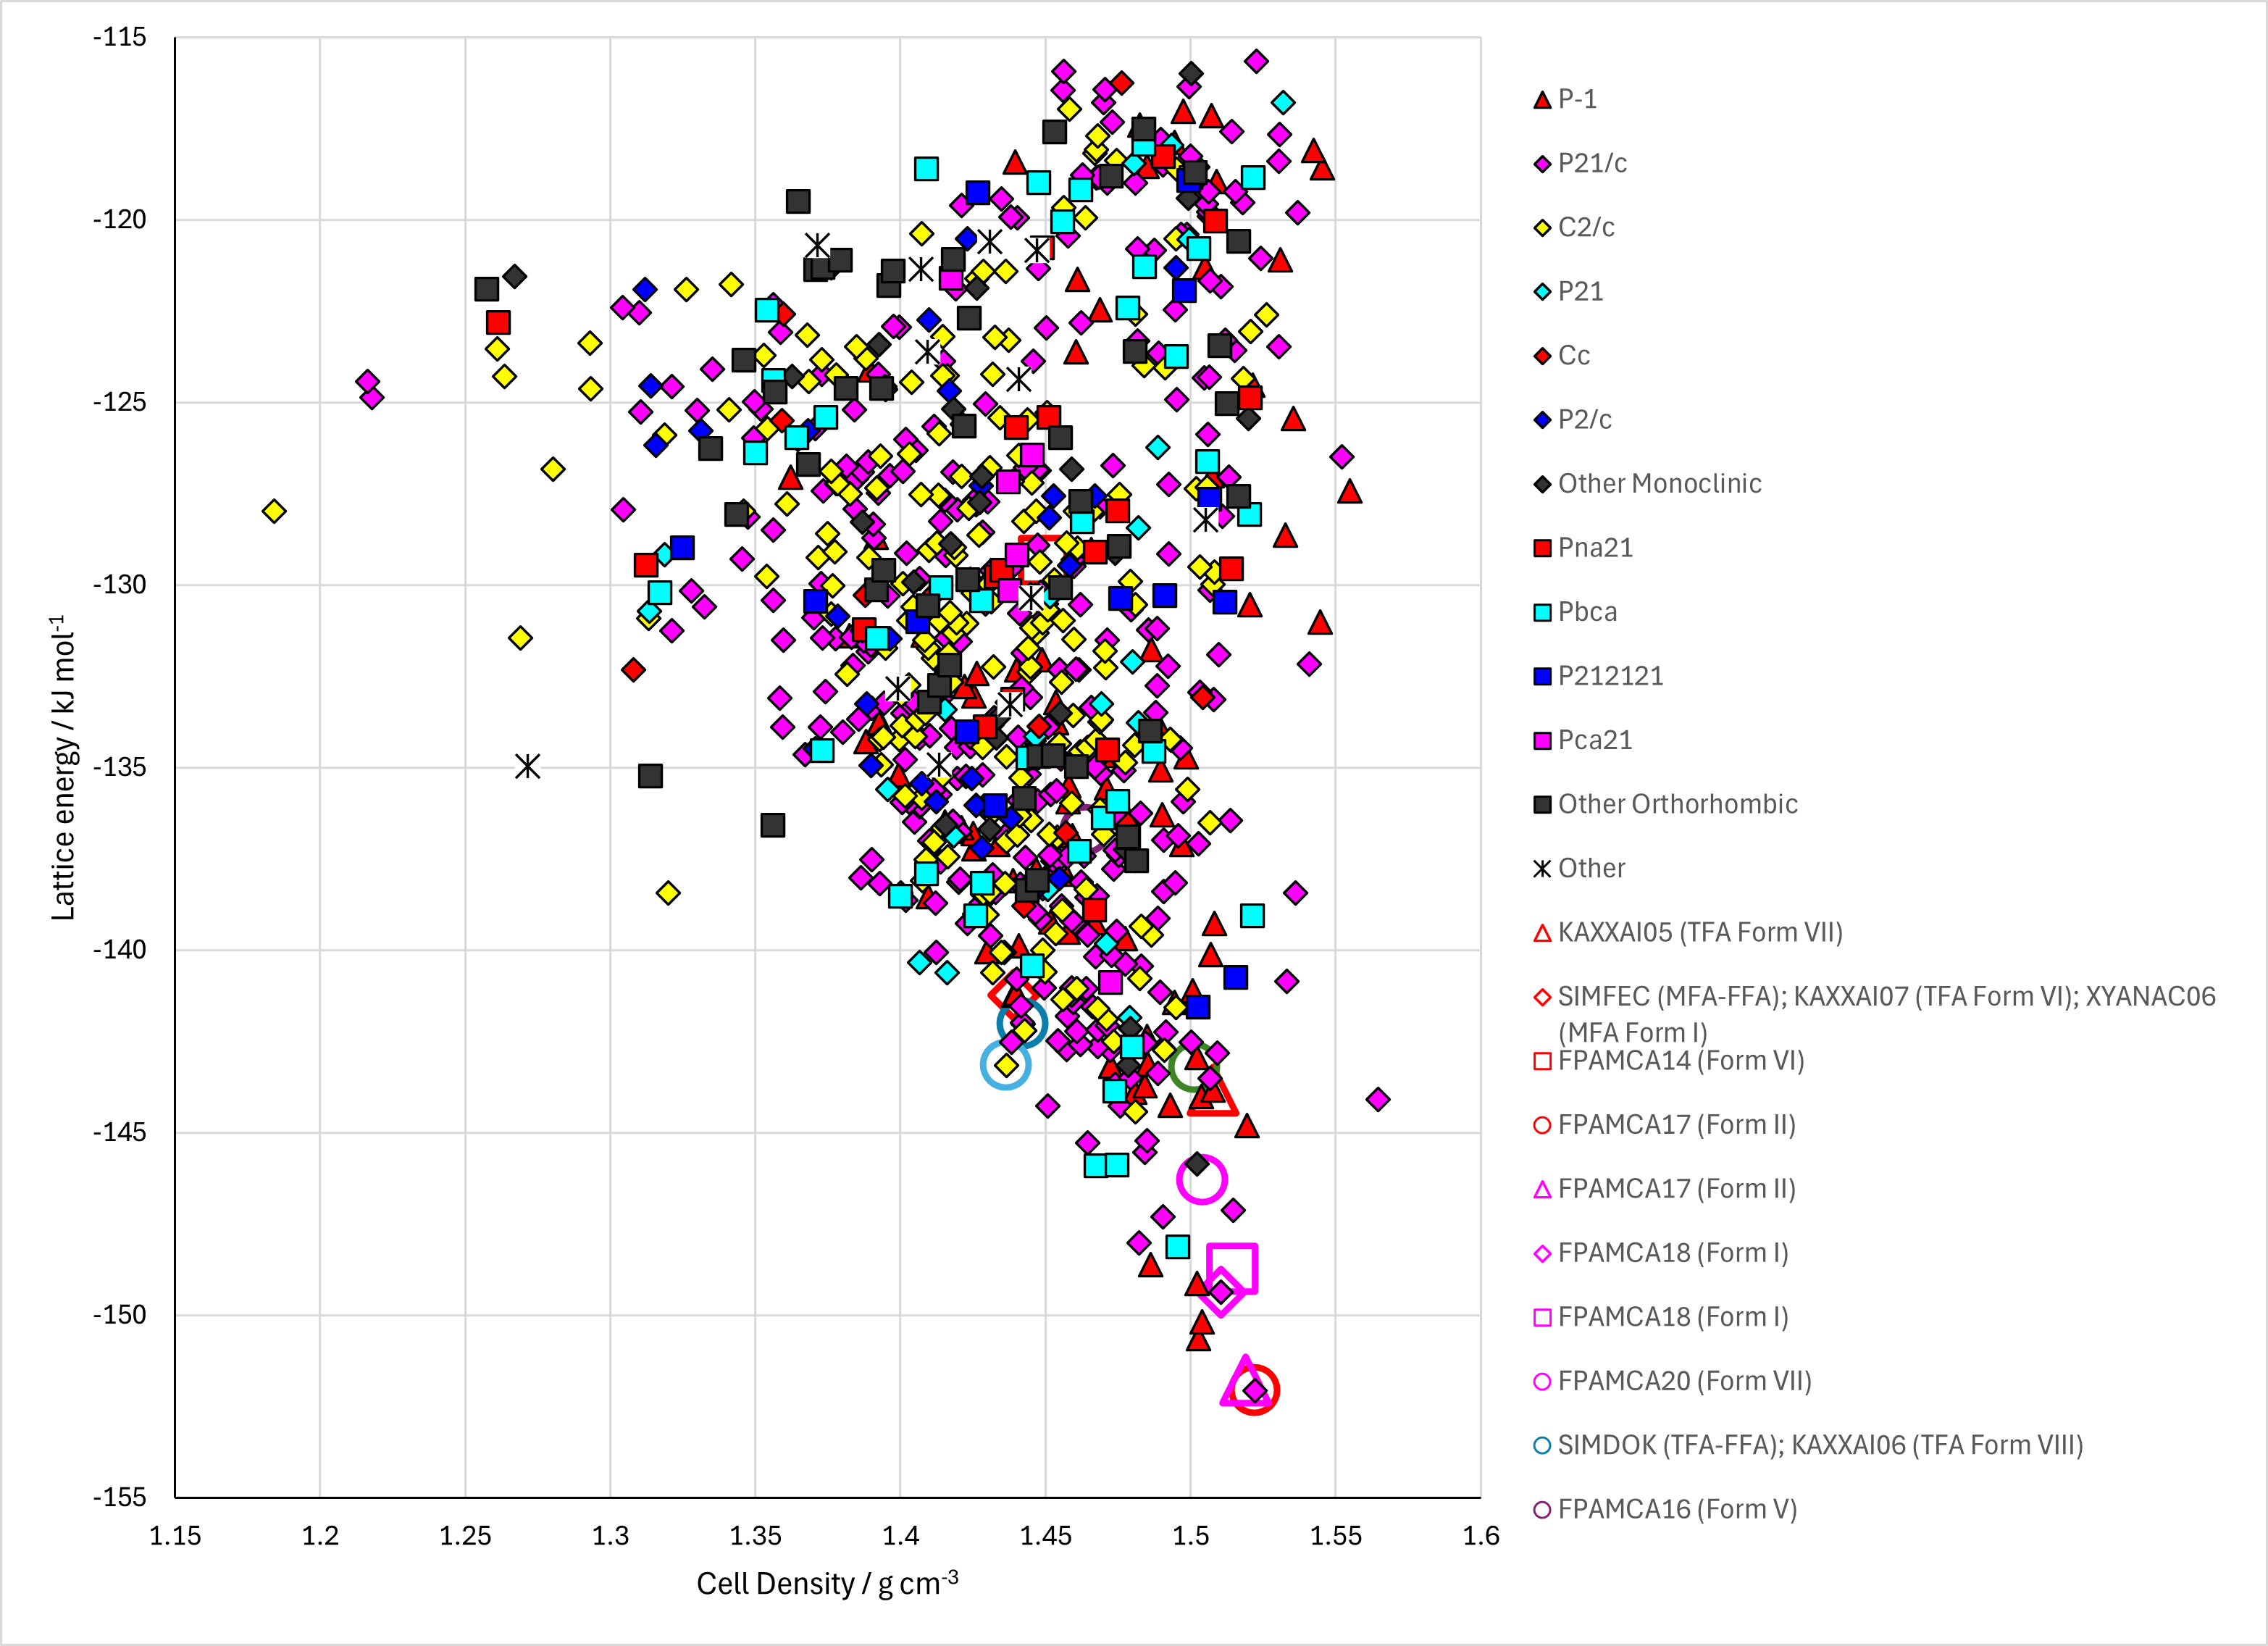 -115
-120
-125
-130
-135
-140
-145
-150
-155
Lattice energy / kJ mol-1
1.15 1.2 1.25 1.3 1.35 1.4 1.45 1.5 1.55 1.6
Cell Density / g cm-3
P-1
P21/c
C2/c
P21
Cc
P2/c
Other Monoclinic
Pna21
Pbca
P212121
Pca21
Other Orthorhombic
Other
KAXXAI05 (TFA Form VII)
SIMFEC (MFA-FFA); KAXXAI07 (TFA Form VI); XYANAC06
(MFA Form I)
FPAMCA14 (Form VI)
FPAMCA17 (Form II)
FPAMCA17 (Form II)
FPAMCA18 (Form I)
FPAMCA18 (Form I)
FPAMCA20 (Form VII)
SIMDOK (TFA-FFA); KAXXAI06 (TFA Form VIII)
FPAMCA16 (Form V)